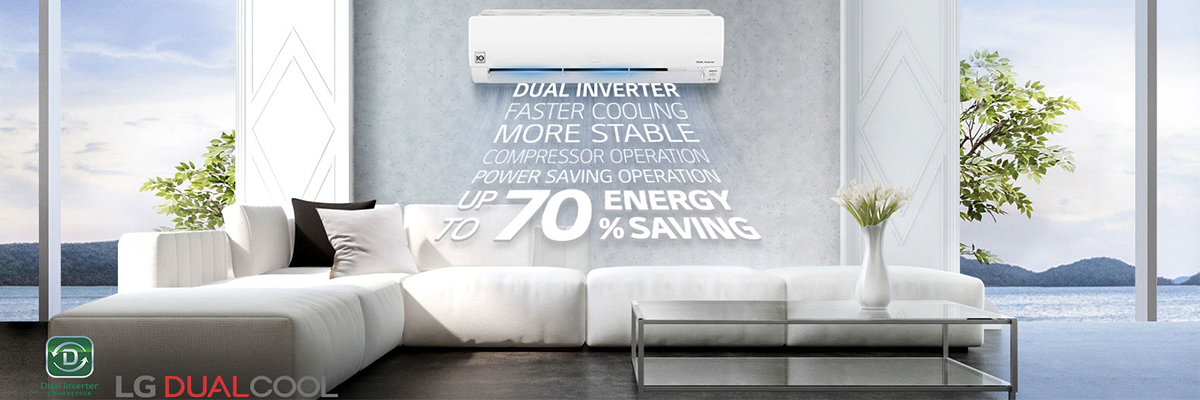 DUAL INVERTER
FASTER COOLING
MORE STABLE
COMPRESSOR OPERATION
POWER SAVING OPERATION
UP TO 70% ENERGY SAVING
Dual Inverter
LG DUALCOOL